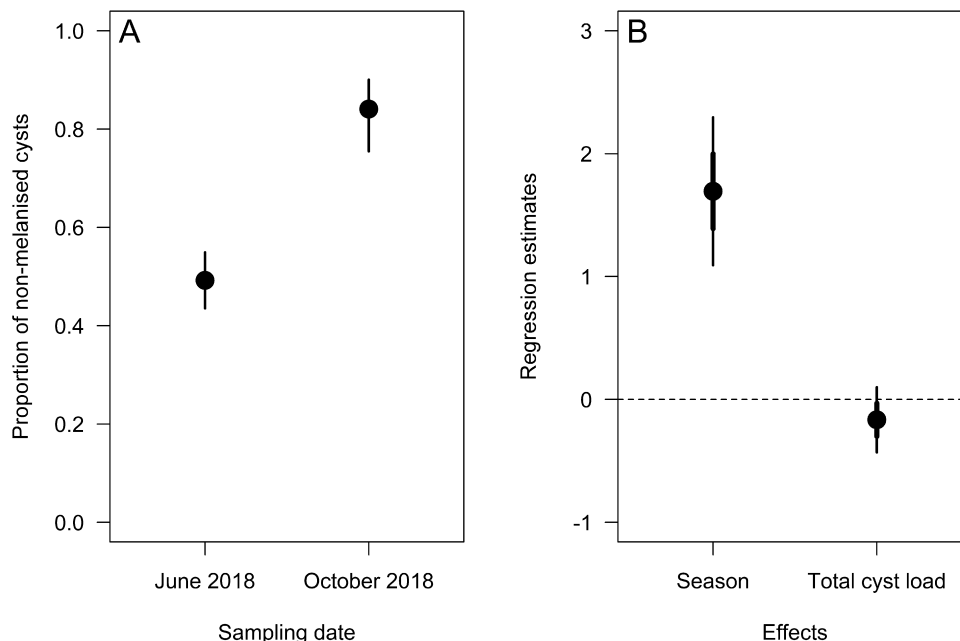 A
1.0
0.8
0.6
0.4
0.2
0.0
Proportion of non-melanised cysts
June 2018 October 2018
Sampling date
B
3
2
1
0
-1
Regression estimates
Season Total cyst load
Effects